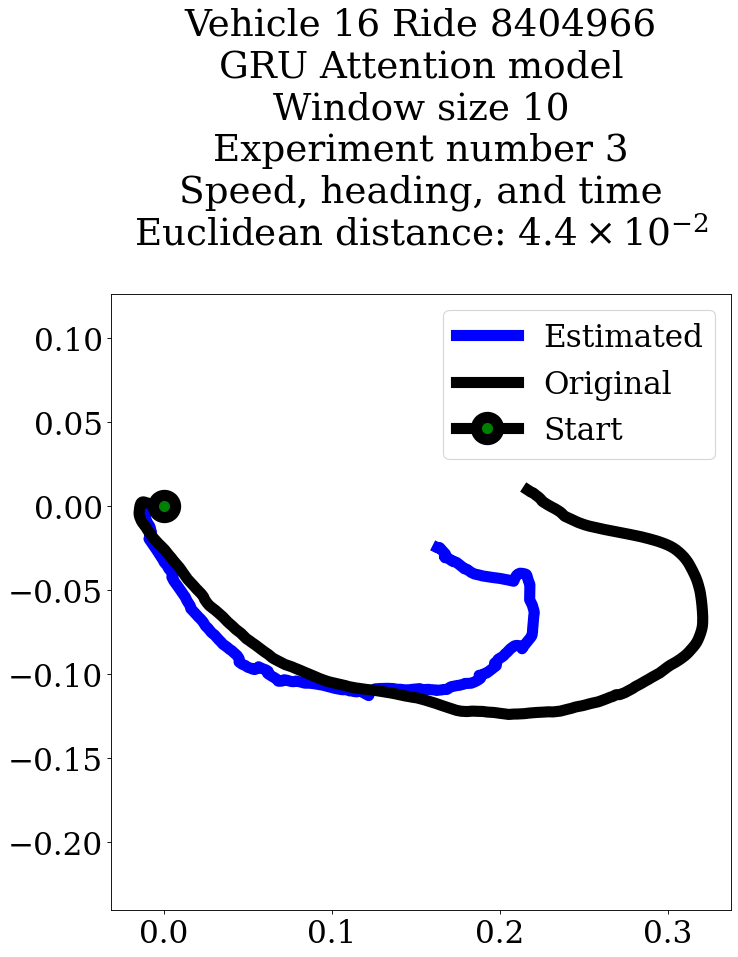 Vehicle 16 Ride 8404966
GRU Attention model
Window size 10
Experiment number 3
Speed, heading, and time
Euclidean distance: 4.4 × 10⁻²
Estimated
Original
Start
0.10
0.05
0.00
−0.05
−0.10
−0.15
−0.20
0.0 0.1 0.2 0.3